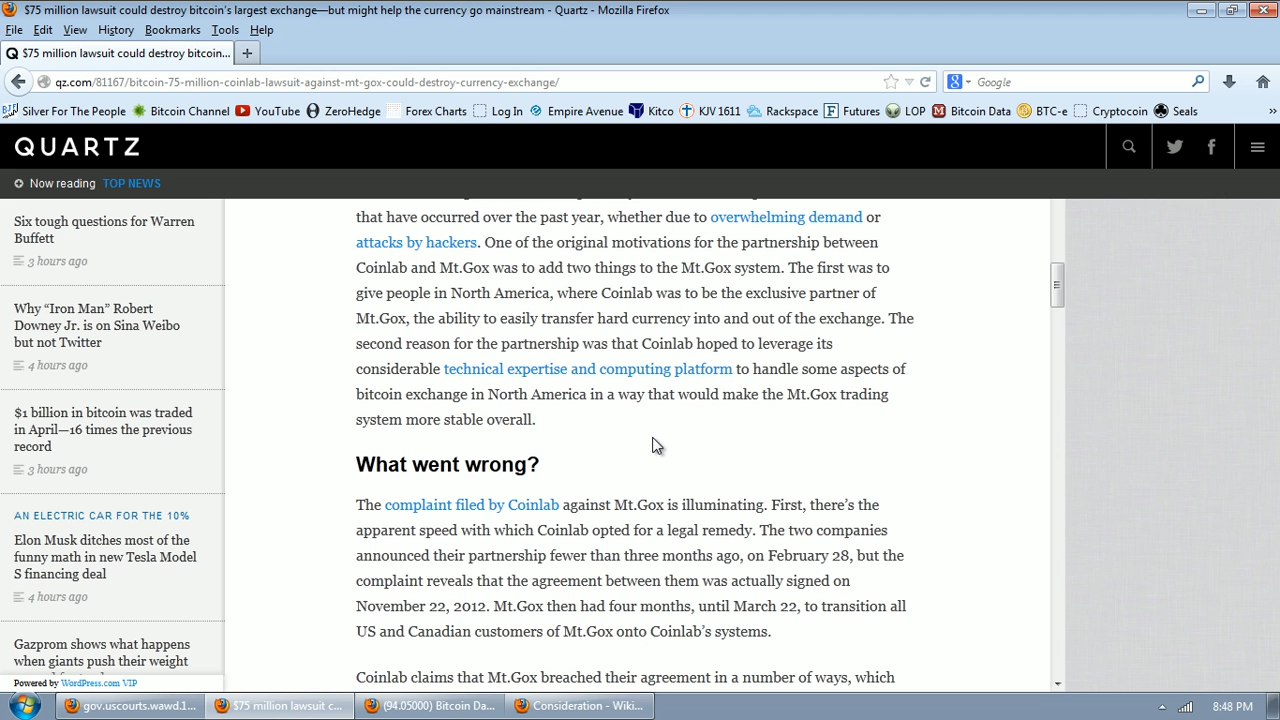 $75 million lawsuit could destroy bitcoin's largest exchange—but might help the currency go mainstream - Quartz - Mozilla Firefox
File Edit View History Bookmarks Tools Help
Q $75 million lawsuit could destroy bitcoin... +
qz.com/81167/bitcoin-75-million-coinlab-lawsuit-against-mt-gox-could-destroy-currency-exchange/ Google
Silver For The People Bitcoin Channel YouTube ZeroHedge Forex Charts Log In Empire Avenue Kitco KJV 1611 Rackspace Futures LOP Bitcoin Data BTC-e Cryptocoin Seals »
QUARTZ
Now reading TOP NEWS
Six tough questions for Warren
Buffett
3 hours ago
Why “Iron Man” Robert
Downey Jr. is on Sina Weibo
but not Twitter
4 hours ago
$1 billion in bitcoin was traded
in April—16 times the previous
record
3 hours ago
AN ELECTRIC CAR FOR THE 10%
Elon Musk ditches most of the
funny math in new Tesla Model
S financing deal
4 hours ago
Gazprom shows what happens
when giants push their weight
Powered by WordPress.com VIP
that have occurred over the past year, whether due to overwhelming demand or
attacks by hackers. One of the original motivations for the partnership between
Coinlab and Mt.Gox was to add two things to the Mt.Gox system. The first was to
give people in North America, where Coinlab was to be the exclusive partner of
Mt.Gox, the ability to easily transfer hard currency into and out of the exchange. The
second reason for the partnership was that Coinlab hoped to leverage its
considerable technical expertise and computing platform to handle some aspects of
bitcoin exchange in North America in a way that would make the Mt.Gox trading
system more stable overall.
What went wrong?
The complaint filed by Coinlab against Mt.Gox is illuminating. First, there’s the
apparent speed with which Coinlab opted for a legal remedy. The two companies
announced their partnership fewer than three months ago, on February 28, but the
complaint reveals that the agreement between them was actually signed on
November 22, 2012. Mt.Gox then had four months, until March 22, to transition all
US and Canadian customers of Mt.Gox onto Coinlab’s systems.
Coinlab claims that Mt.Gox breached their agreement in a number of ways, which
gov.uscourts.wawd.1... $75 million lawsuit c... (94.05000) Bitcoin Da... Consideration - Wiki... 8:48 PM